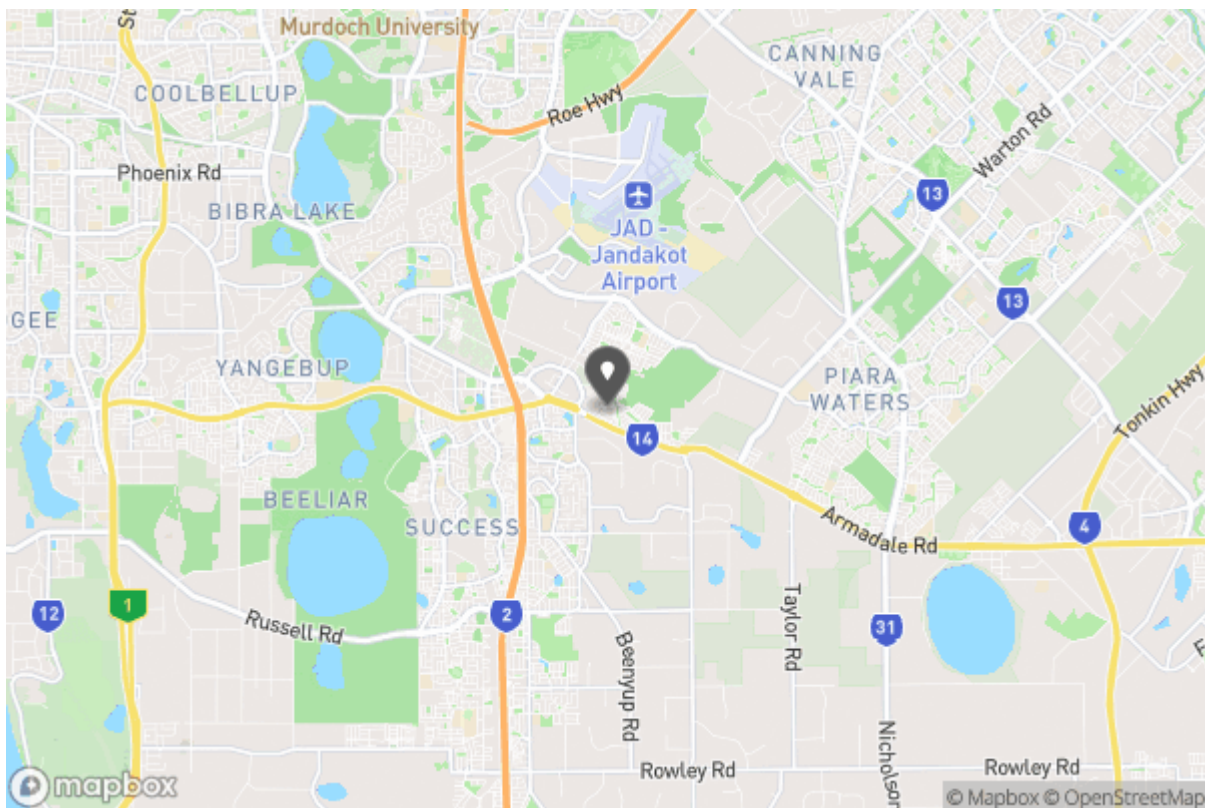 St
Murdoch University
COOLBELLUP
Roe Hwy
CANNING
VALE
Warton Rd
Phoenix Rd
13
BIBRA LAKE
JAD -
Jandakot
Airport
13
GEE
YANGEBUP
PIARA
WATERS
Tonkin Hwy
14
BEELIAR
SUCCESS
Armadale Rd
4
1
12
Russell Rd
2
Beenyup Rd
Taylor Rd
31
Nicholson
Rowley Rd
Rowley Rd
mapbox
© Mapbox © OpenStreetMap